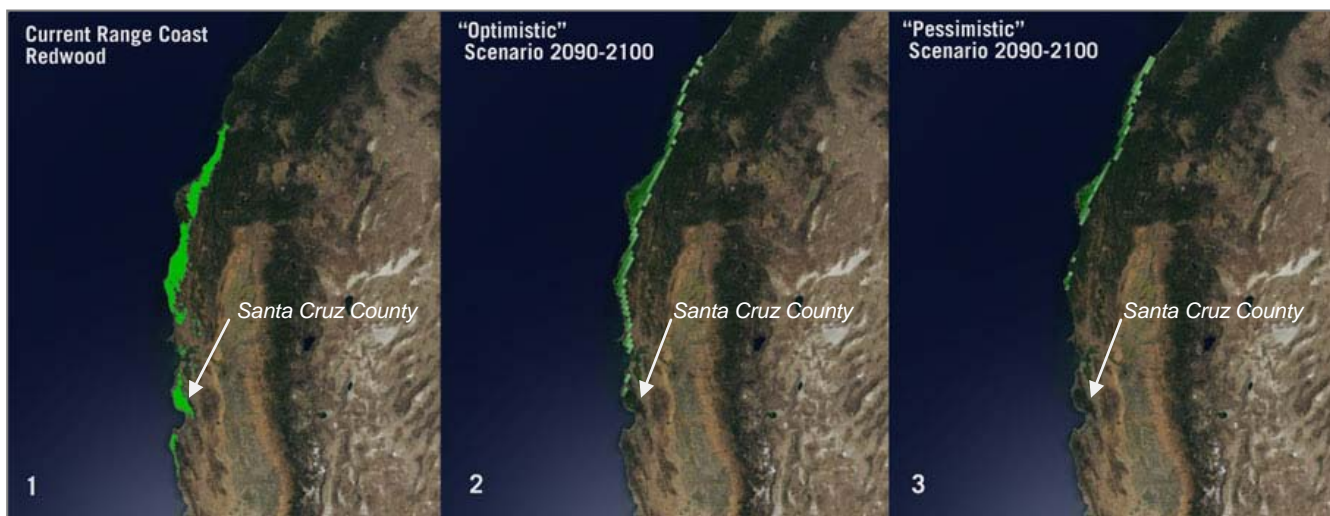 Current Range Coast
Redwood
Santa Cruz County
1
“Optimistic”
Scenario 2090-2100
Santa Cruz County
2
“Pessimistic”
Scenario 2090-2100
Santa Cruz County
3